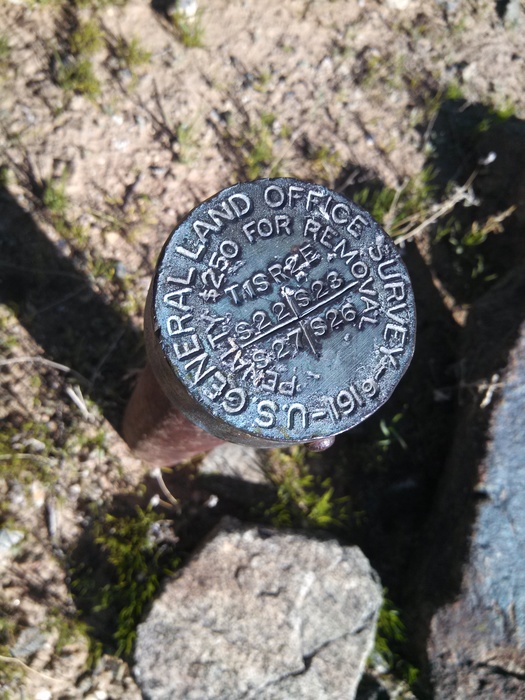 U.S. GENERAL LAND OFFICE SURVEY-1919-
PENALTY $250 FOR REMOVAL
T1S R2E
S22 S23
S27 S26